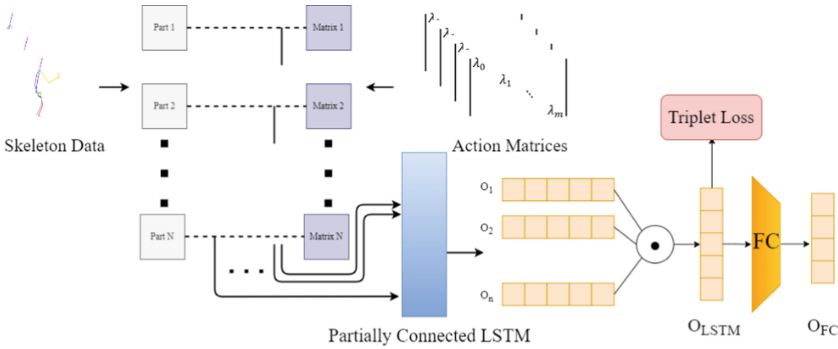 Part 1
Matrix 1
Part 2
Matrix 2
Skeleton Data
Part N
Matrix N
λ-
λ-
λ-
λ₀
λ₁
λₘ
Action Matrices
Partially Connected LSTM
O₁
O₂
Oₙ
Triplet Loss
FC
O_LSTM
O_FC